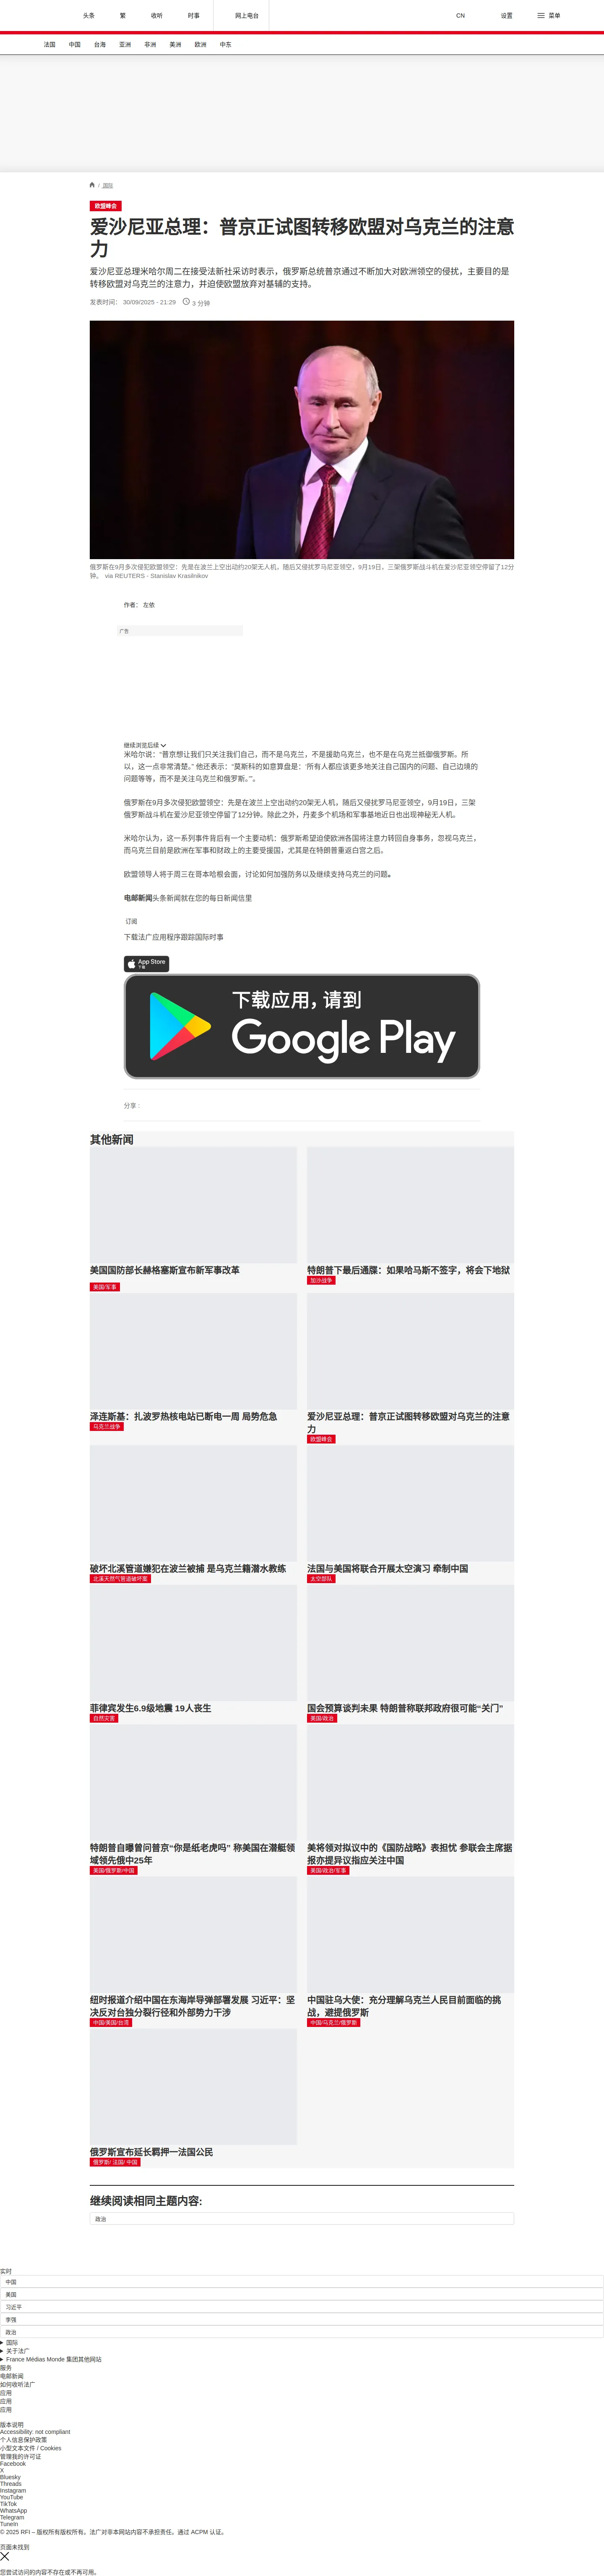 头条
繁
收听
时事
网上电台
CN
设置
菜单
法国
中国
台海
亚洲
非洲
美洲
欧洲
中东
/ 国际
欧盟峰会
爱沙尼亚总理：普京正试图转移欧盟对乌克兰的注意
力
爱沙尼亚总理米哈尔周二在接受法新社采访时表示，俄罗斯总统普京通过不断加大对欧洲领空的侵扰，主要目的是
转移欧盟对乌克兰的注意力，并迫使欧盟放弃对基辅的支持。
发表时间： 30/09/2025 - 21:29
3 分钟
俄罗斯在9月多次侵犯欧盟领空：先是在波兰上空出动约20架无人机，随后又侵扰罗马尼亚领空，9月19日，三架俄罗斯战斗机在爱沙尼亚领空停留了12分
钟。 via REUTERS - Stanislav Krasilnikov
作者： 左依
广告
继续浏览后续
米哈尔说：“普京想让我们只关注我们自己，而不是乌克兰，不是援助乌克兰，也不是在乌克兰抵御俄罗斯。所
以，这一点非常清楚。” 他还表示：“莫斯科的如意算盘是：‘所有人都应该更多地关注自己国内的问题、自己边境的
问题等等，而不是关注乌克兰和俄罗斯。’”。
俄罗斯在9月多次侵犯欧盟领空：先是在波兰上空出动约20架无人机，随后又侵扰罗马尼亚领空，9月19日，三架
俄罗斯战斗机在爱沙尼亚领空停留了12分钟。除此之外，丹麦多个机场和军事基地近日也出现神秘无人机。
米哈尔认为，这一系列事件背后有一个主要动机：俄罗斯希望迫使欧洲各国将注意力转回自身事务，忽视乌克兰，
而乌克兰目前是欧洲在军事和财政上的主要受援国，尤其是在特朗普重返白宫之后。
欧盟领导人将于周三在哥本哈根会面，讨论如何加强防务以及继续支持乌克兰的问题。
电邮新闻头条新闻就在您的每日新闻信里
订阅
下载法广应用程序跟踪国际时事
App Store
下载应用，请到
Google Play
分享 :
其他新闻
美国国防部长赫格塞斯宣布新军事改革
美国/军事
特朗普下最后通牒：如果哈马斯不签字，将会下地狱
加沙战争
泽连斯基：扎波罗热核电站已断电一周 局势危急
乌克兰战争
爱沙尼亚总理：普京正试图转移欧盟对乌克兰的注意
力
欧盟峰会
破坏北溪管道嫌犯在波兰被捕 是乌克兰籍潜水教练
北溪天然气管道破坏案
法国与美国将联合开展太空演习 牵制中国
太空部队
菲律宾发生6.9级地震 19人丧生
自然灾害
国会预算谈判未果 特朗普称联邦政府很可能“关门”
美国/政治
特朗普自曝曾问普京“你是纸老虎吗” 称美国在潜艇领
域领先俄中25年
美国/俄罗斯/中国
美将领对拟议中的《国防战略》表担忧 参联会主席据
报亦提异议指应关注中国
美国/政治/军事
纽时报道介绍中国在东海岸导弹部署发展 习近平：坚
决反对台独分裂行径和外部势力干涉
中国/美国/台湾
中国驻乌大使：充分理解乌克兰人民目前面临的挑
战，避提俄罗斯
中国/乌克兰/俄罗斯
俄罗斯宣布延长羁押一法国公民
俄罗斯/ 法国/ 中国
继续阅读相同主题内容:
政治
实时
中国
美国
习近平
李强
政治
国际
关于法广
France Médias Monde 集团其他网站
服务
电邮新闻
如何收听法广
应用
应用
应用
版本说明
Accessibility: not compliant
个人信息保护政策
小型文本文件 / Cookies
管理我的许可证
Facebook
X
Bluesky
Threads
Instagram
YouTube
TikTok
WhatsApp
Telegram
TuneIn
© 2025 RFI – 版权所有版权所有。法广对非本网站内容不承担责任。通过 ACPM 认证。
页面未找到
您尝试访问的内容不存在或不再可用。